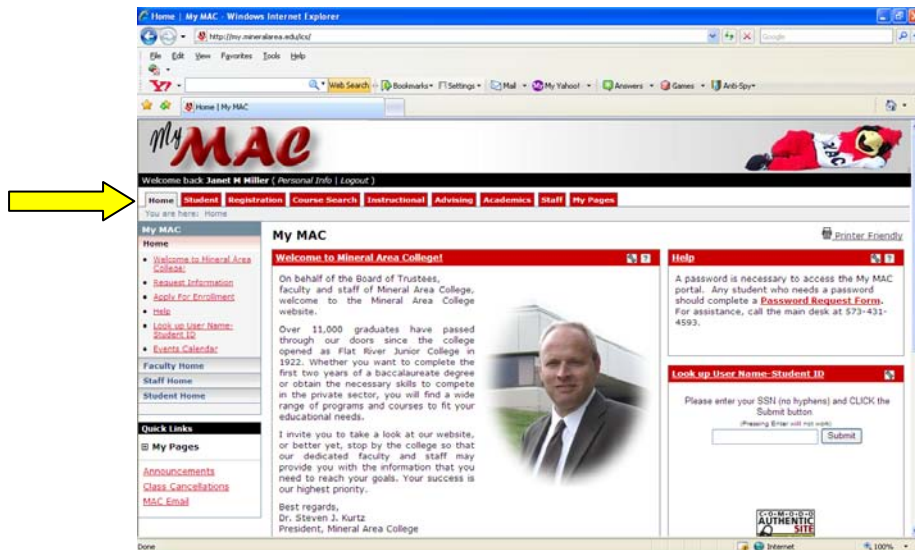 Home | My MAC - Windows Internet Explorer
http://my.mineralarea.edu/ics/
Google
File Edit View Favorites Tools Help
Y7
Web Search Bookmarks Settings Mail My Yahoo! Answers Games Anti-Spy
Home | My MAC
My MAC
MAC
Welcome back Janet M Miller ( Personal Info | Logout )
Home Student Registration Course Search Instructional Advising Academics Staff My Pages
You are here: Home
My MAC
Home
• Welcome to Mineral Area
College!
• Request Information
• Apply For Enrollment
• Help
• Look up User Name-
Student ID
• Events Calendar
Faculty Home
Staff Home
Student Home
Quick Links
My Pages
Announcements
Class Cancellations
MAC Email
My MAC
Printer Friendly
Welcome to Mineral Area College!
On behalf of the Board of Trustees,
faculty and staff of Mineral Area College,
welcome to the Mineral Area College
website.
Over 11,000 graduates have passed
through our doors since the college
opened as Flat River Junior College in
1922. Whether you want to complete the
first two years of a baccalaureate degree
or obtain the necessary skills to compete
in the private sector, you will find a wide
range of programs and courses to fit your
educational needs.
I invite you to take a look at our website,
or better yet, stop by the college so that
our dedicated faculty and staff may
provide you with the information that you
need to reach your goals. Your success is
our highest priority.
Best regards,
Dr. Steven J. Kurtz
President, Mineral Area College
Help
A password is necessary to access the My MAC
portal. Any student who needs a password
should complete a Password Request Form.
For assistance, call the main desk at 573-431-
4593.
Look up User Name-Student ID
Please enter your SSN (no hyphens) and CLICK the
Submit button
(Pressing Enter will not work)
Submit
C·O·M·O·D·O
AUTHENTIC
SITE
Done
Internet
100%